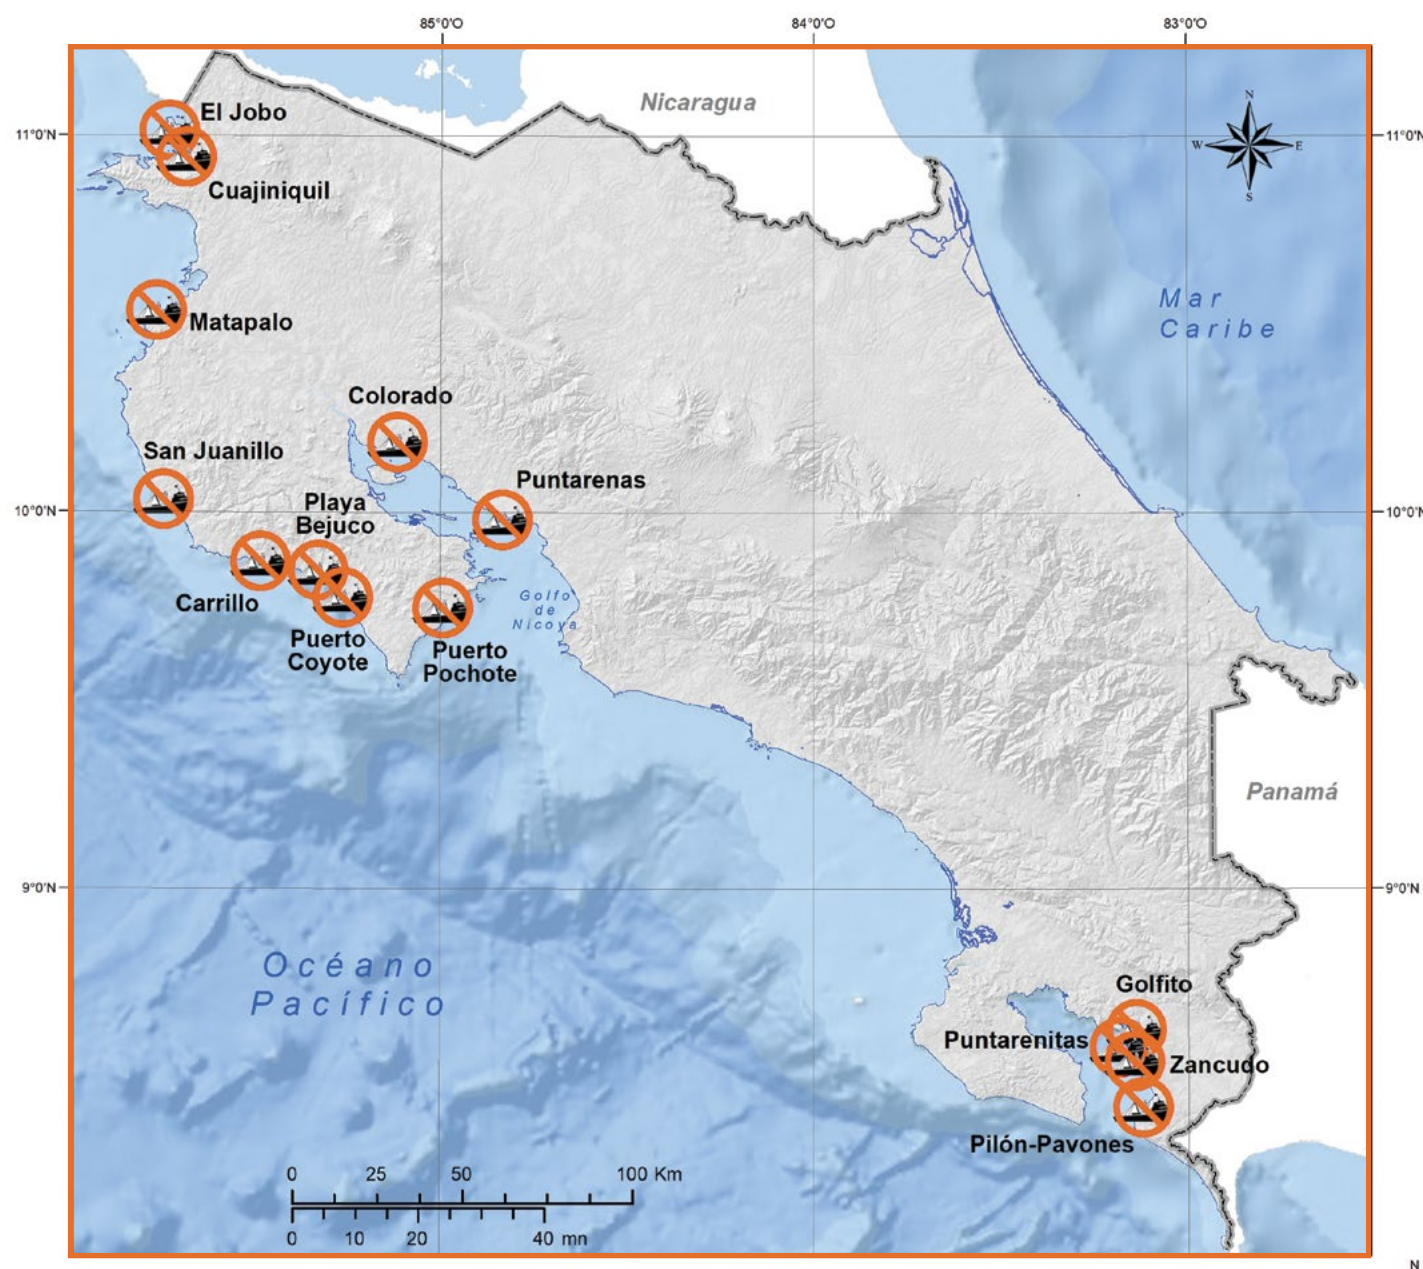 85°0'O
84°0'O
83°0'O
Nicaragua
N
W
E
S
El Jobo
11°0'N
11°0'N
Cuajiniquil
Mar
Caribe
Matapalo
Colorado
San Juanillo
Puntarenas
Playa
Bejuco
10°0'N
10°0'N
Carrillo
Golfo
de
Nicoya
Puerto
Coyote
Puerto
Pochote
Panamá
9°0'N
9°0'N
Océano
Pacífico
Golfito
Puntarenitas
Zancudo
Pilón-Pavones
0 25 50 100 Km
0 10 20 40 mn
N